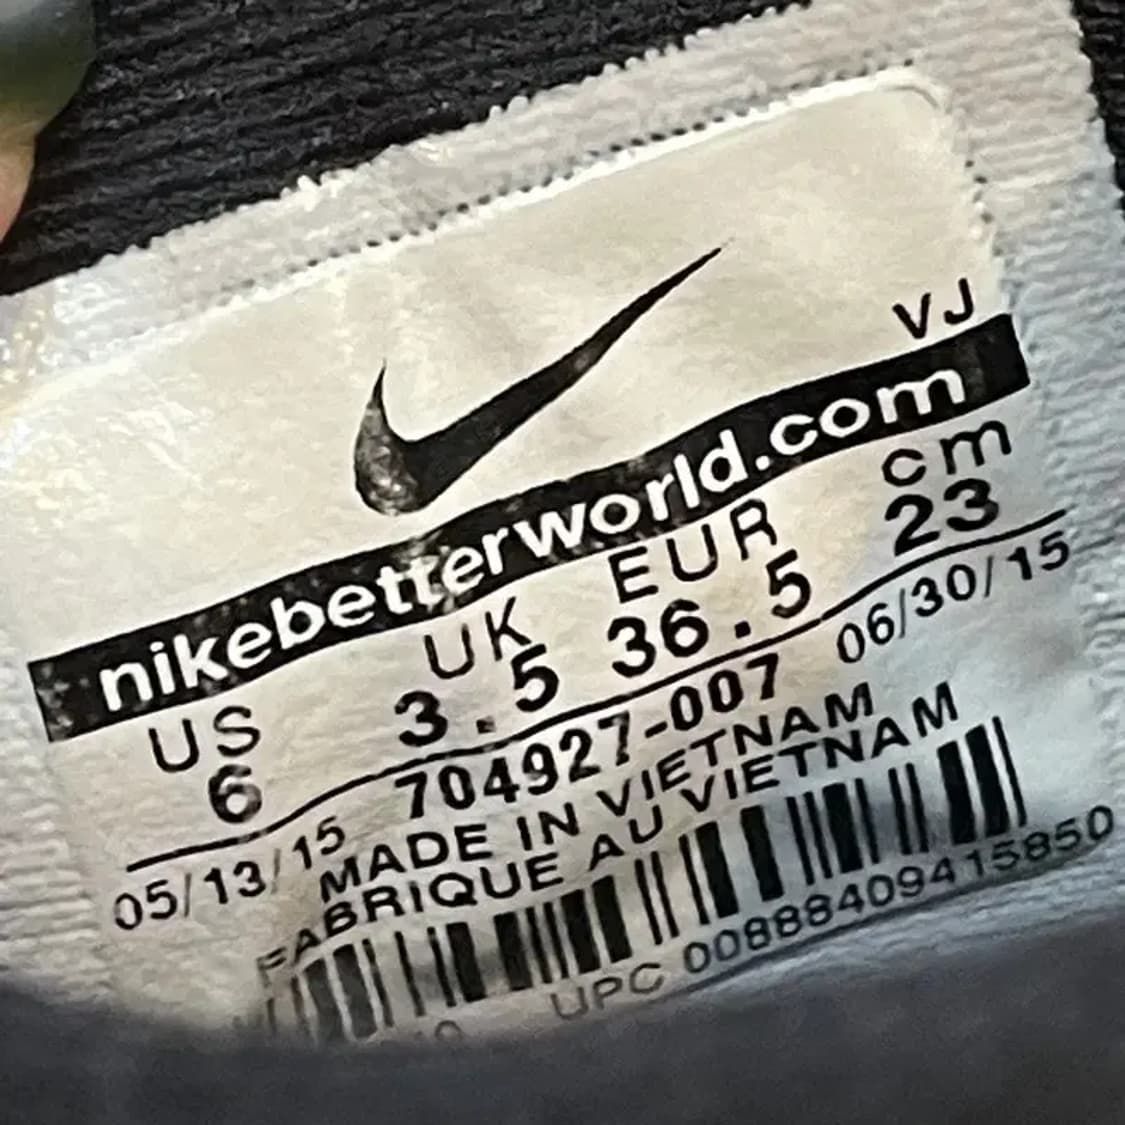 VJ
nikebetterworld.com
US UK EUR cm
6 3.5 36.5 23
05/13/15 704927-007 06/30/15
MADE IN VIETNAM
FABRIQUE AU VIETNAM
UPC 00888409415850